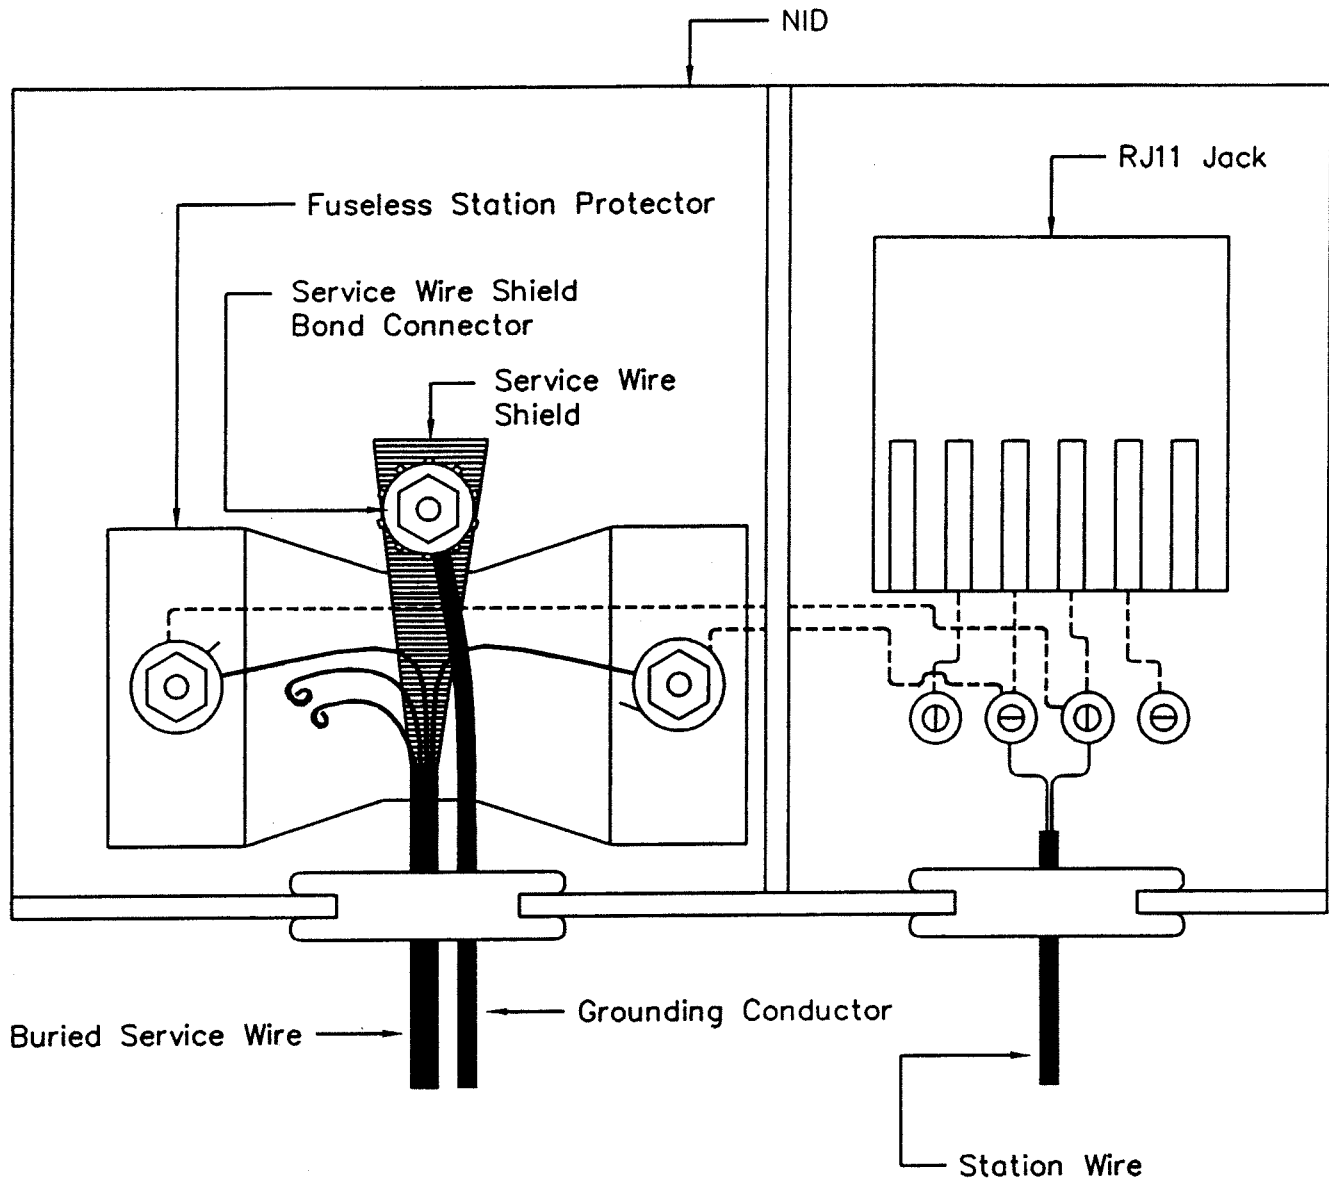 NID
RJ11 Jack
Fuseless Station Protector
Service Wire Shield
Bond Connector
Service Wire
Shield
Grounding Conductor
Buried Service Wire
Station Wire